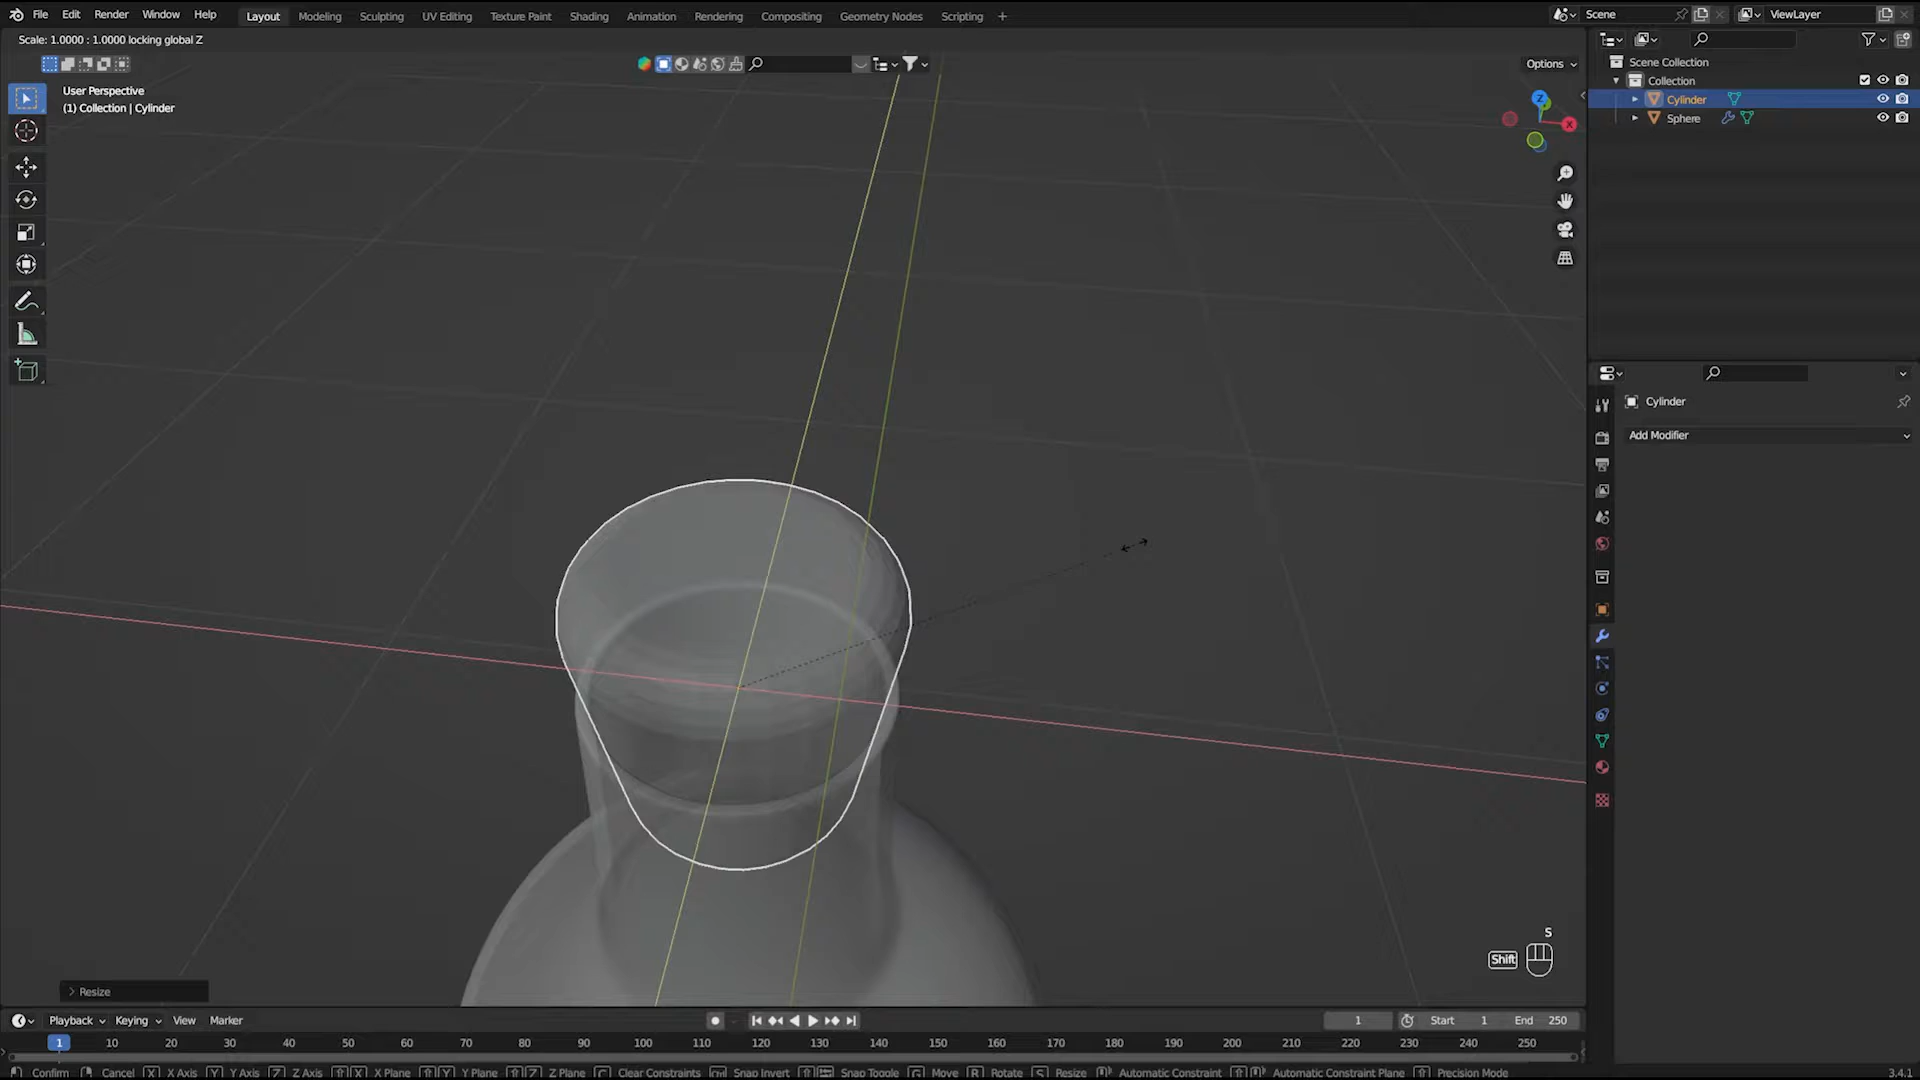 File Edit Render Window Help Layout Modeling Sculpting UV Editing Texture Paint Shading Animation Rendering Compositing Geometry Nodes Scripting + Scene ViewLayer
Scale: 1.0000 : 1.0000 locking global Z
Options
User Perspective
(1) Collection | Cylinder
Z
X
Scene Collection
Collection
Cylinder
Sphere
Cylinder
Add Modifier
S
Shift
Resize
Playback Keying View Marker 1 Start 1 End 250
1 10 20 30 40 50 60 70 80 90 100 110 120 130 140 150 160 170 180 190 200 210 220 230 240 250
Confirm Cancel X X Axis Y Y Axis Z Z Axis X X Plane Y Y Plane Z Z Plane C Clear Constraints Snap Invert Snap Toggle G Move R Rotate S Resize Automatic Constraint Automatic Constraint Plane Precision Mode 3.4.1